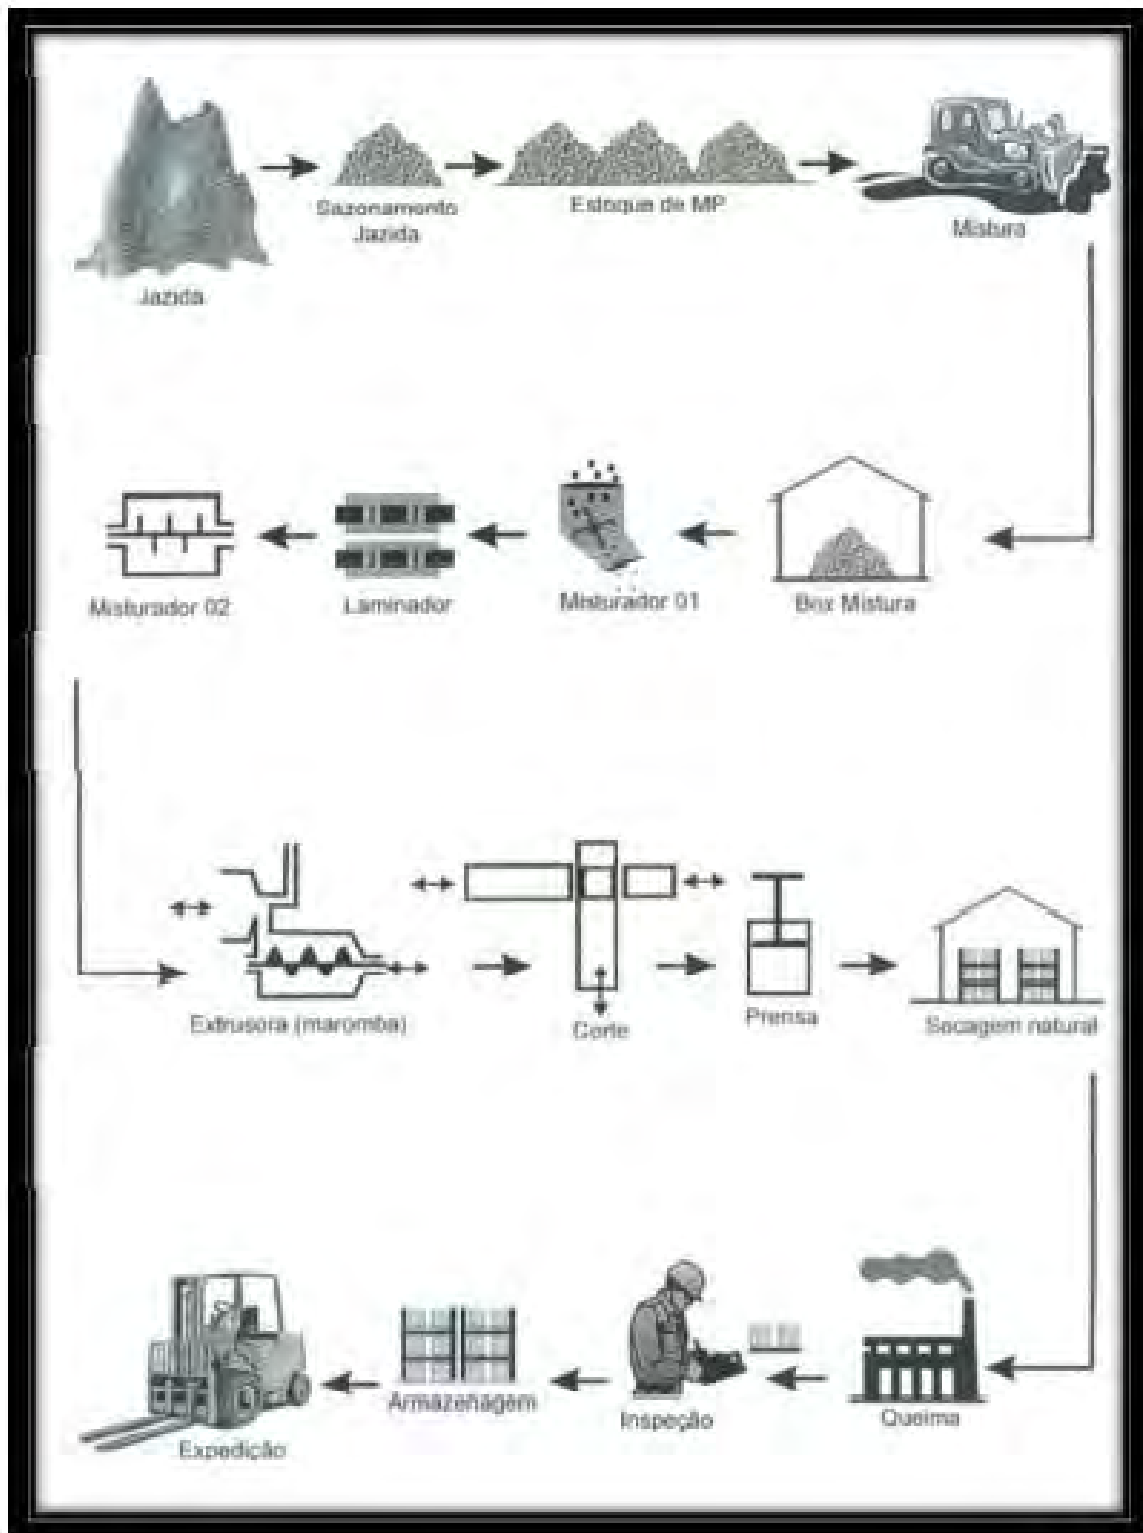 Jazida
Sazonamento
Jazida
Estoque de MP
Mistura
Misturador 02
Laminador
Misturador 01
Box Mistura
Extrusora (maromba)
Corte
Prensa
Secagem natural
Expedição
Armazenagem
Inspeção
Queima